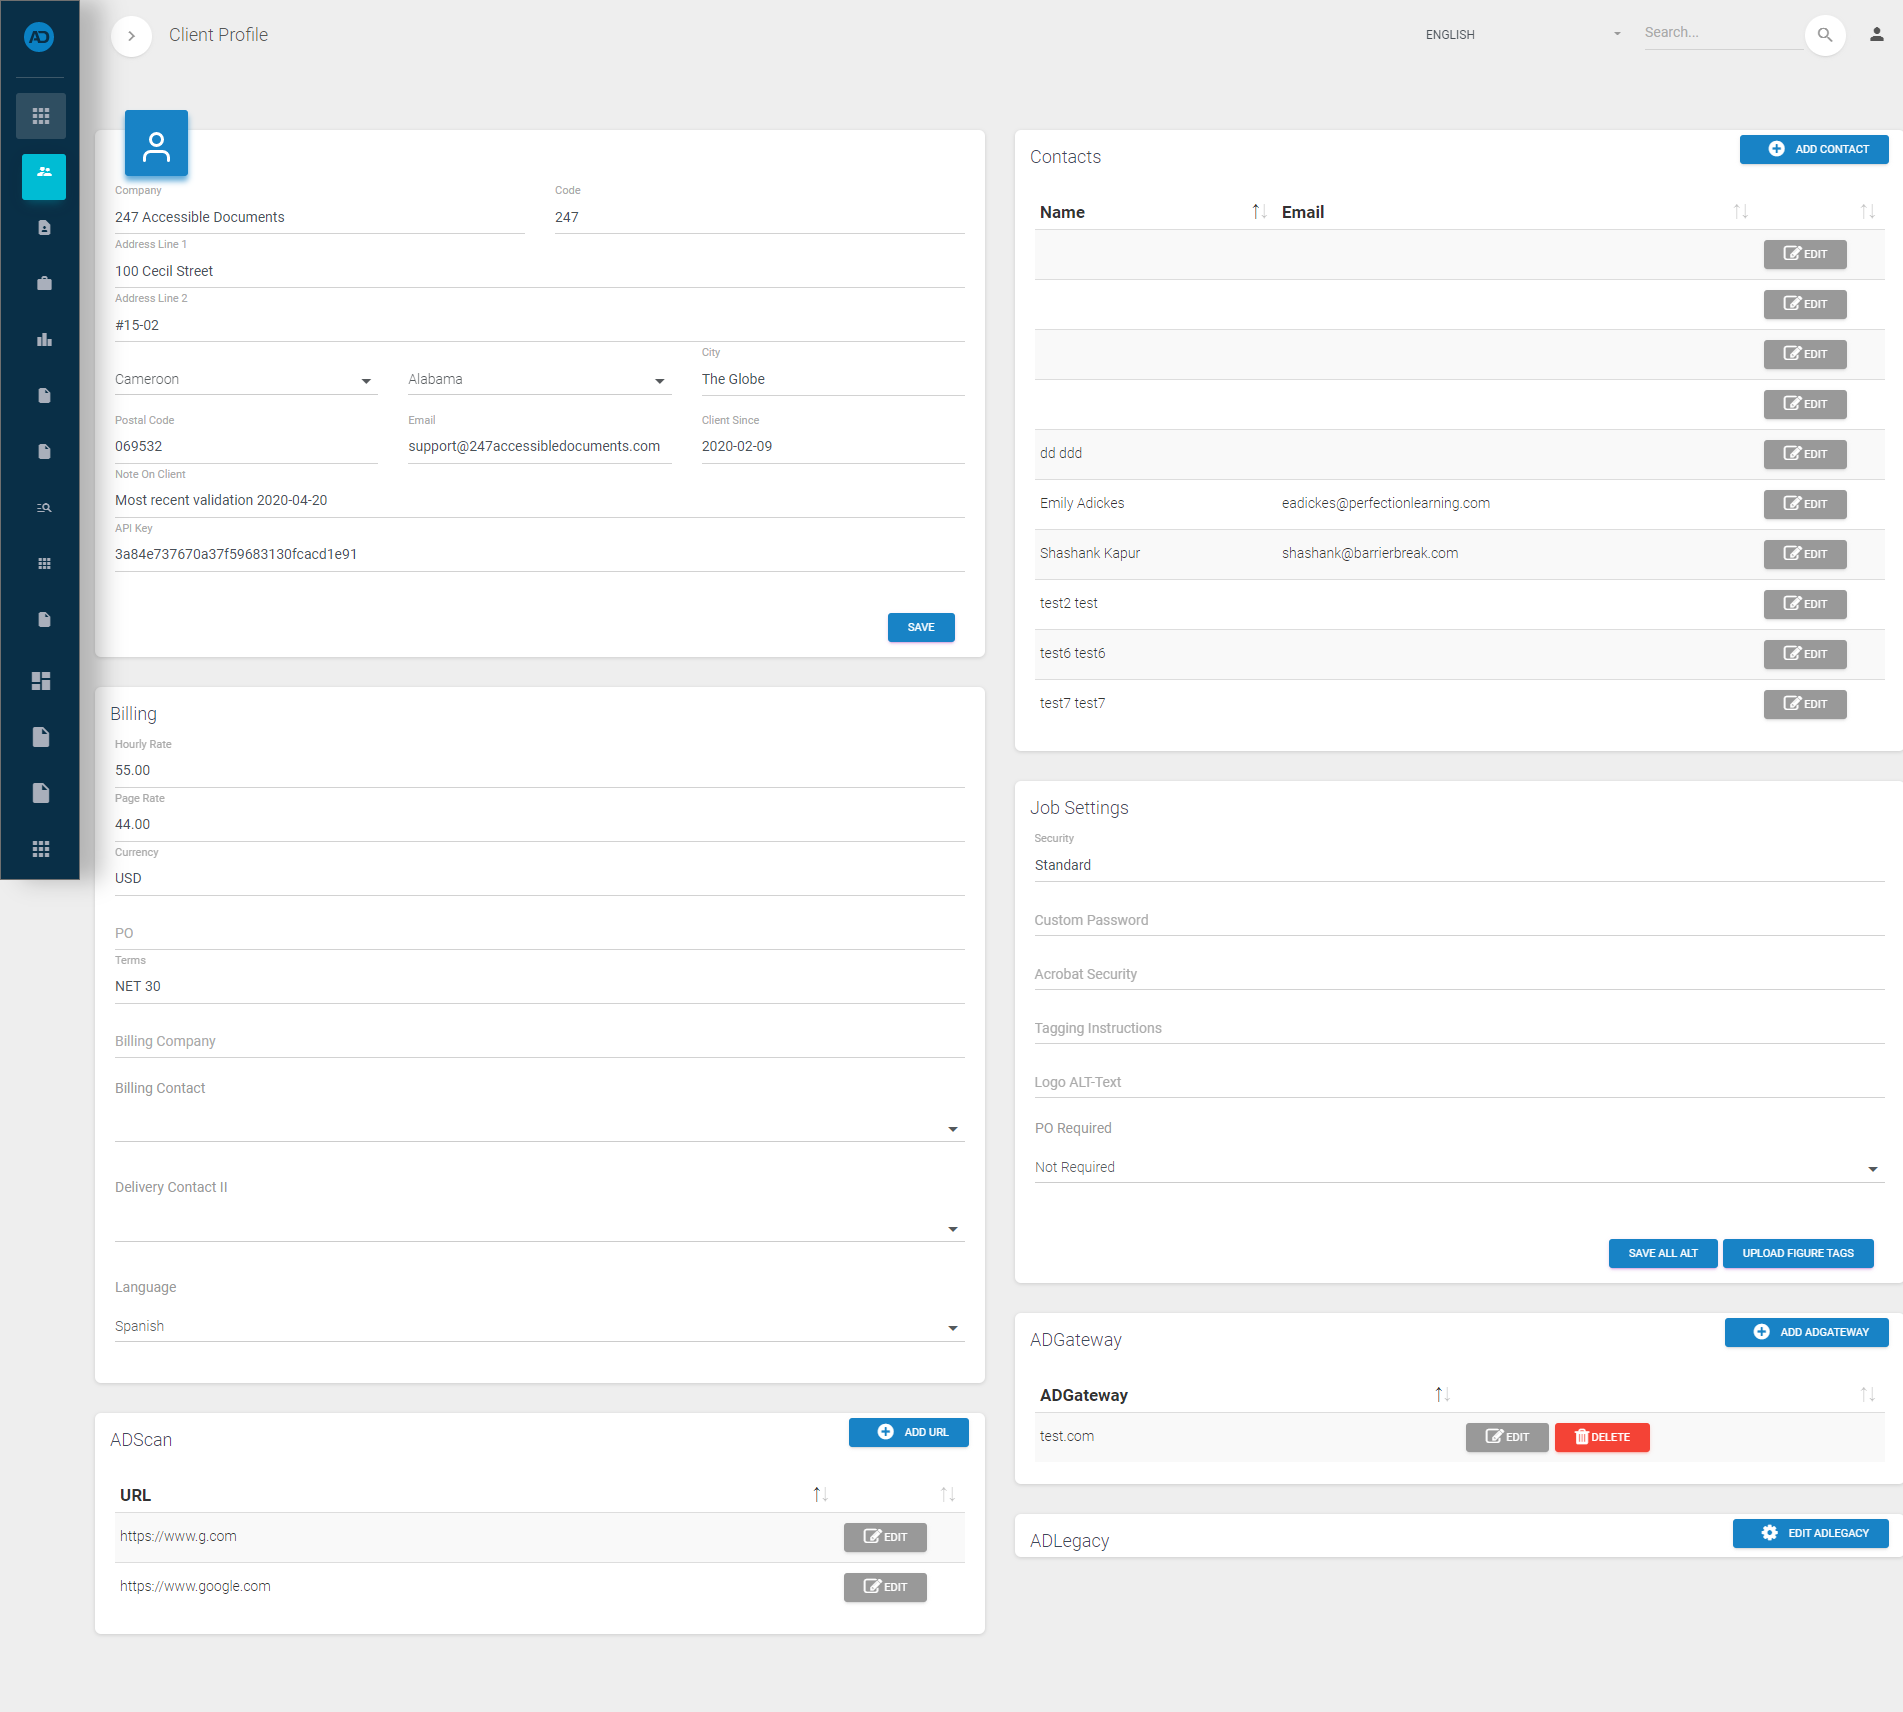 AD
Client Profile
ENGLISH
Search...
Company
Code
247 Accessible Documents
247
Address Line 1
100 Cecil Street
Address Line 2
#15-02
City
Cameroon
Alabama
The Globe
Postal Code
Email
Client Since
069532
support@247accessibledocuments.com
2020-02-09
Note On Client
Most recent validation 2020-04-20
API Key
3a84e737670a37f59683130fcacd1e91
SAVE
Billing
Hourly Rate
55.00
Page Rate
44.00
Currency
USD
PO
Terms
NET 30
Billing Company
Billing Contact
Delivery Contact II
Language
Spanish
ADScan
ADD URL
URL
https://www.g.com
EDIT
https://www.google.com
EDIT
Contacts
ADD CONTACT
Name
Email
EDIT
EDIT
EDIT
EDIT
dd ddd
EDIT
Emily Adickes
eadickes@perfectionlearning.com
EDIT
Shashank Kapur
shashank@barrierbreak.com
EDIT
test2 test
EDIT
test6 test6
EDIT
test7 test7
EDIT
Job Settings
Security
Standard
Custom Password
Acrobat Security
Tagging Instructions
Logo ALT-Text
PO Required
Not Required
SAVE ALL ALT
UPLOAD FIGURE TAGS
ADGateway
ADD ADGATEWAY
ADGateway
test.com
EDIT
DELETE
ADLegacy
EDIT ADLEGACY